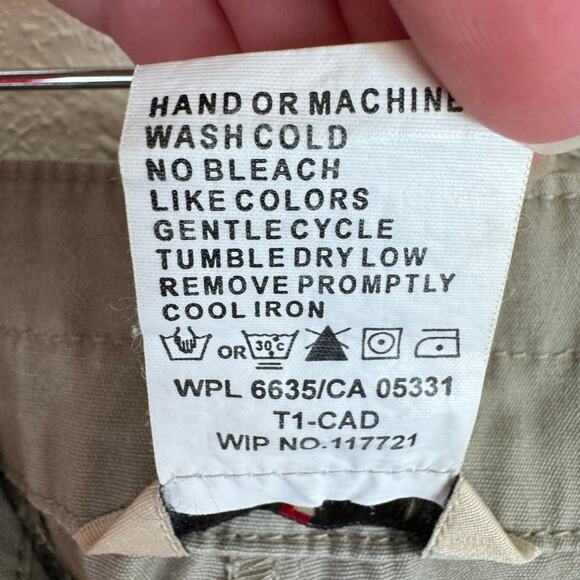 HAND OR MACHINE
WASH COLD
NO BLEACH
LIKE COLORS
GENTLE CYCLE
TUMBLE DRY LOW
REMOVE PROMPTLY
COOL IRON
OR 30°C
WPL 6635/CA 05331
T1-CAD
WIP NO.117721